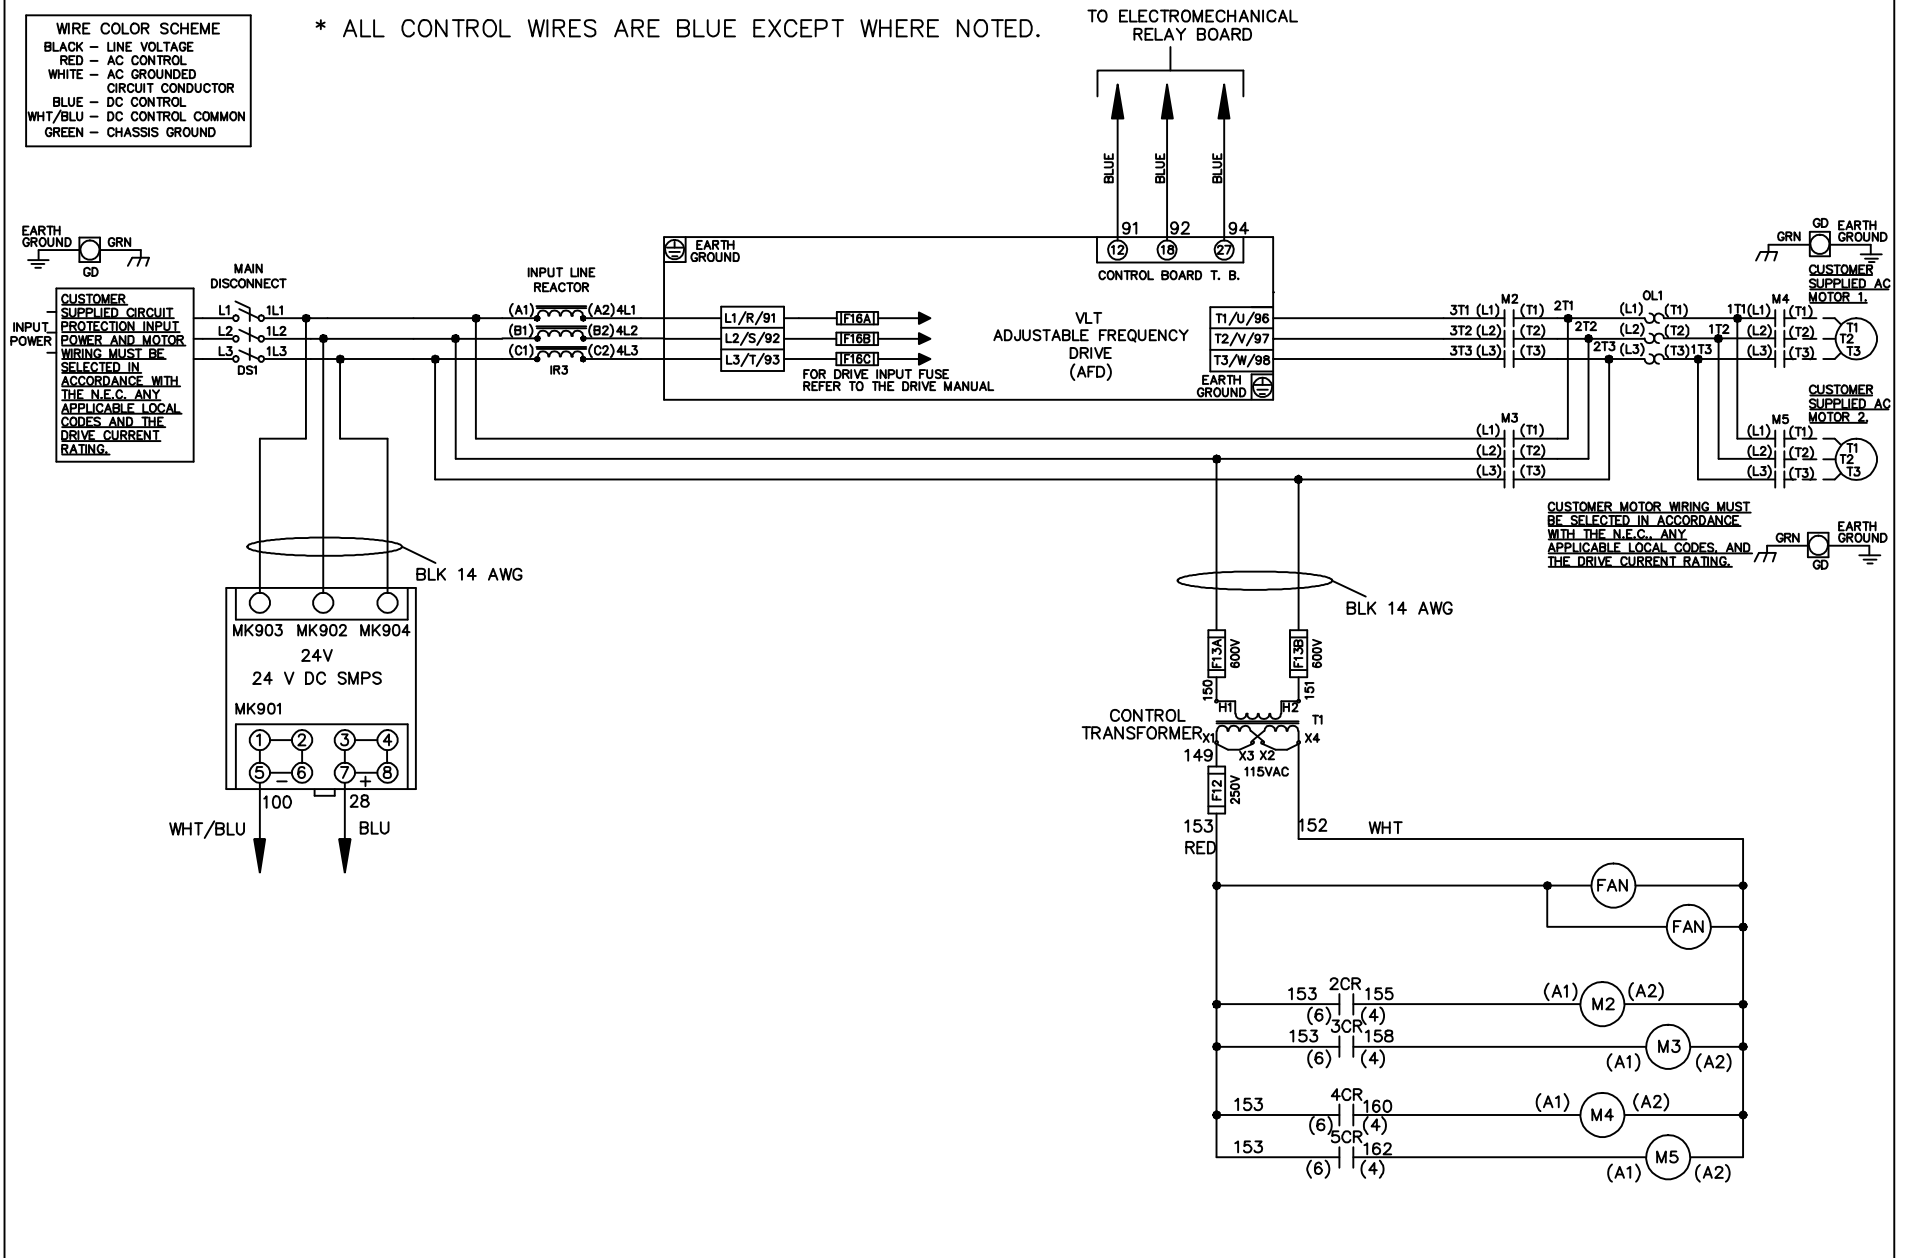 WIRE COLOR SCHEME
BLACK – LINE VOLTAGE
RED – AC CONTROL
WHITE – AC GROUNDED
CIRCUIT CONDUCTOR
BLUE – DC CONTROL
WHT/BLU – DC CONTROL COMMON
GREEN – CHASSIS GROUND
* ALL CONTROL WIRES ARE BLUE EXCEPT WHERE NOTED.
TO ELECTROMECHANICAL
RELAY BOARD
BLUE
BLUE
BLUE
91
92
94
12
18
27
CONTROL BOARD T. B.
EARTH
GROUND
GRN
GD
MAIN
DISCONNECT
L1
1L1
L2
1L2
L3
1L3
DS1
INPUT
POWER
CUSTOMER
SUPPLIED CIRCUIT
PROTECTION INPUT
POWER AND MOTOR
WIRING MUST BE
SELECTED IN
ACCORDANCE WITH
THE N.E.C. ANY
APPLICABLE LOCAL
CODES AND THE
DRIVE CURRENT
RATING.
INPUT LINE
REACTOR
(A1)
(A2)
4L1
(B1)
(B2)
4L2
(C1)
(C2)
4L3
IR3
EARTH
GROUND
L1/R/91
L2/S/92
L3/T/93
IF16A
IF16B
IF16C
FOR DRIVE INPUT FUSE
REFER TO THE DRIVE MANUAL
VLT
ADJUSTABLE FREQUENCY
DRIVE
(AFD)
T1/U/96
T2/V/97
T3/W/98
EARTH
GROUND
3T1 (L1)
M2
(T1)
2T1
3T2 (L2)
(T2)
2T2
3T3 (L3)
(T3)
2T3
OL1
(L1)
(T1)
(L2)
(T2)
(L3)
(T3)
1T1
1T2
1T3
M4
(L1)
(T1)
(L2)
(T2)
(L3)
(T3)
T1
T2
T3
GD
EARTH
GROUND
GRN
CUSTOMER
SUPPLIED AC
MOTOR 1.
M3
(L1)
(T1)
(L2)
(T2)
(L3)
(T3)
CUSTOMER
SUPPLIED AC
MOTOR 2.
M5
(L1)
(T1)
(L2)
(T2)
(L3)
(T3)
T1
T2
T3
CUSTOMER MOTOR WIRING MUST
BE SELECTED IN ACCORDANCE
WITH THE N.E.C., ANY
APPLICABLE LOCAL CODES, AND
THE DRIVE CURRENT RATING.
GRN
EARTH
GROUND
GD
BLK 14 AWG
MK903
MK902
MK904
24V
24 V DC SMPS
MK901
1
2
3
4
5
6
7
8
–
+
100
28
WHT/BLU
BLU
BLK 14 AWG
F13A
600V
F13B
600V
150
151
H1
H2
T1
CONTROL
TRANSFORMER
X1
X3
X2
X4
115VAC
149
F12
250V
153
RED
152
WHT
FAN
FAN
153
2CR
155
(6)
(4)
(A1)
M2
(A2)
153
3CR
158
(6)
(4)
(A1)
M3
(A2)
153
4CR
160
(6)
(4)
(A1)
M4
(A2)
153
5CR
162
(6)
(4)
(A1)
M5
(A2)